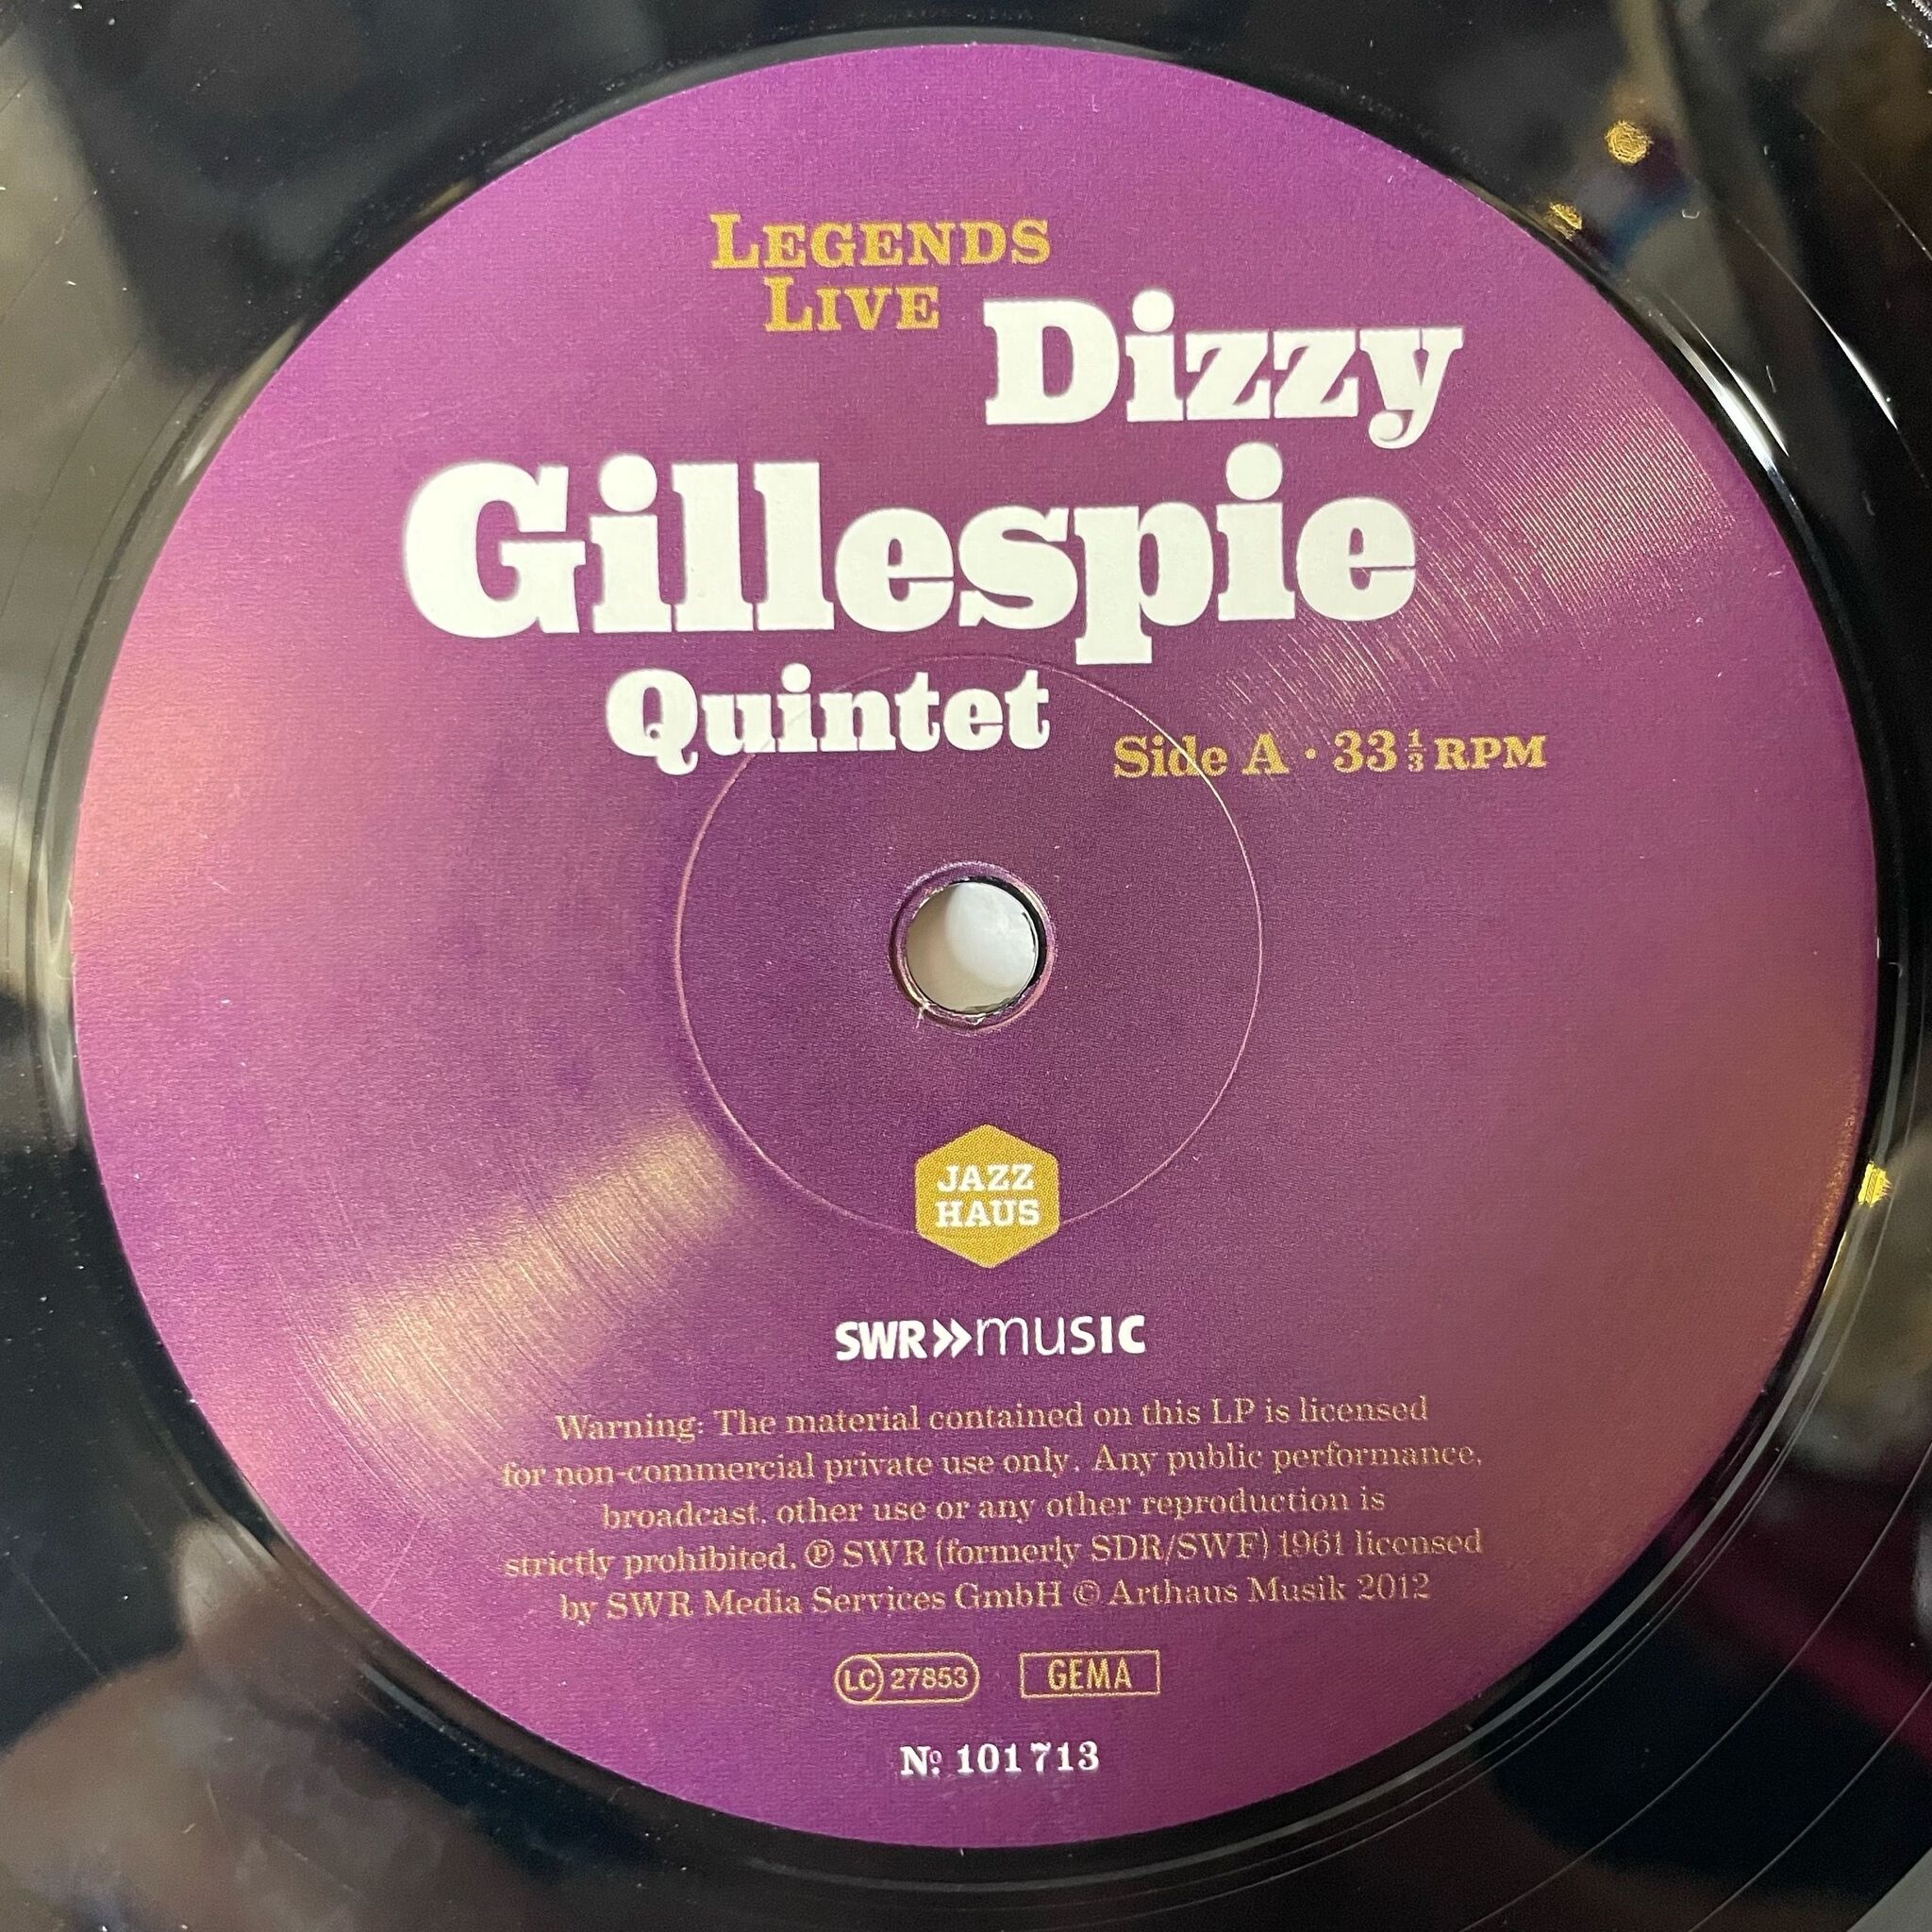 LEGENDS
LIVE
Dizzy
Gillespie
Quintet
Side A · 33 1/3 RPM
JAZZ
HAUS
SWR»music
Warning: The material contained on this LP is licensed
for non-commercial private use only. Any public performance,
broadcast, other use or any other reproduction is
strictly prohibited. ℗ SWR (formerly SDR/SWF) 1961 licensed
by SWR Media Services GmbH © Arthaus Musik 2012
LC 27853 GEMA
Nº 101713